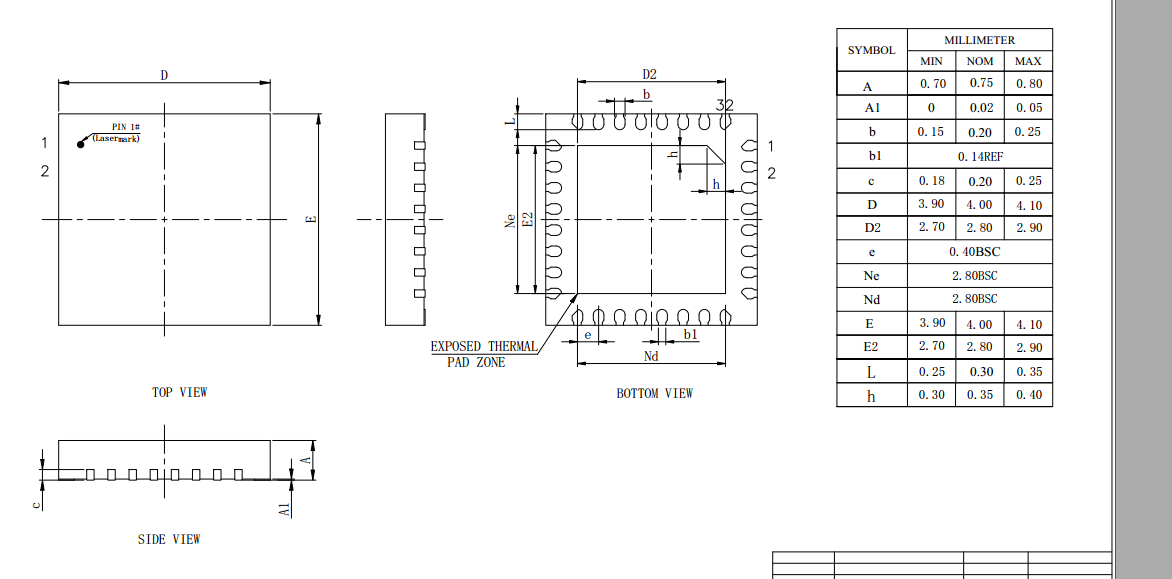 D
PIN 1#
(Lasermark)
1
2
E
TOP VIEW
A
c
A1
SIDE VIEW
D2
b
32
L
1
2
h
h
Ne
E2
e
b1
Nd
EXPOSED THERMAL
PAD ZONE
BOTTOM VIEW
SYMBOL MILLIMETER
MIN NOM MAX
A 0.70 0.75 0.80
A1 0 0.02 0.05
b 0.15 0.20 0.25
b1 0.14REF
c 0.18 0.20 0.25
D 3.90 4.00 4.10
D2 2.70 2.80 2.90
e 0.40BSC
Ne 2.80BSC
Nd 2.80BSC
E 3.90 4.00 4.10
E2 2.70 2.80 2.90
L 0.25 0.30 0.35
h 0.30 0.35 0.40